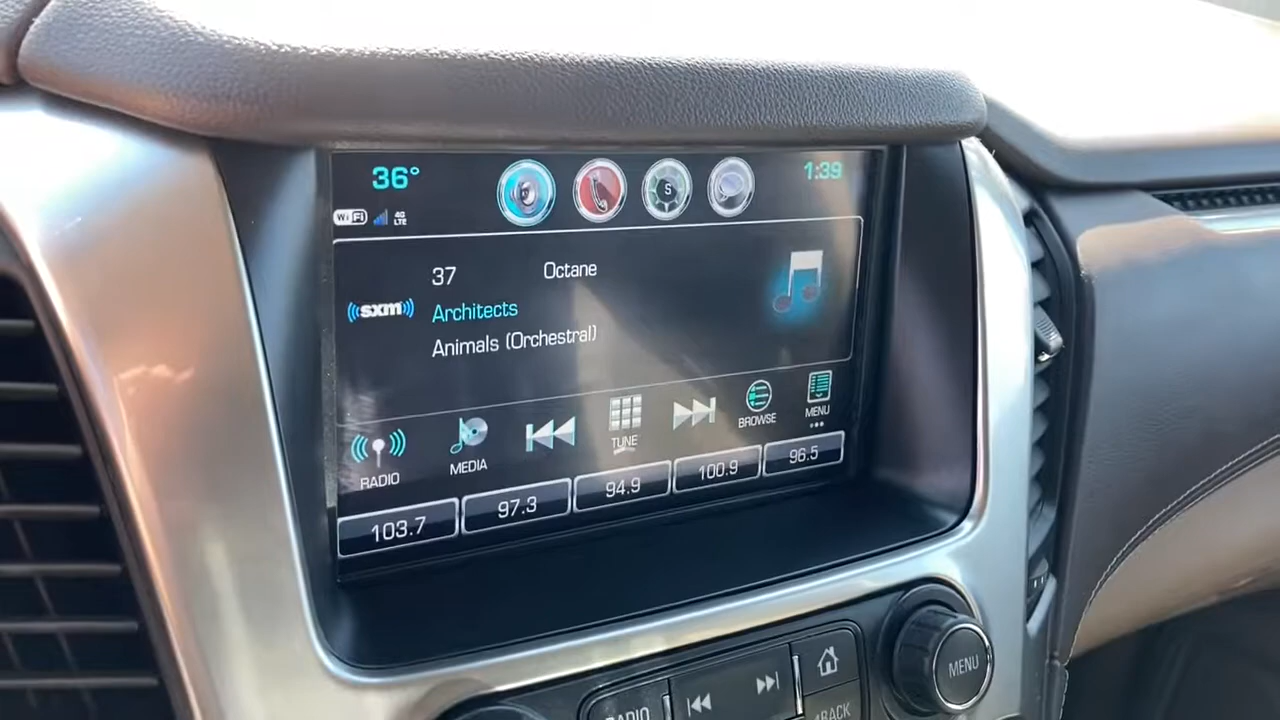 36°
1:39
WiFi
4G
LTE
S
37 Octane
((sxm))
Architects
Animals (Orchestral)
RADIO
MEDIA
TUNE
BROWSE
MENU
103.7
97.3
94.9
100.9
96.5
RADIO
BACK
MENU